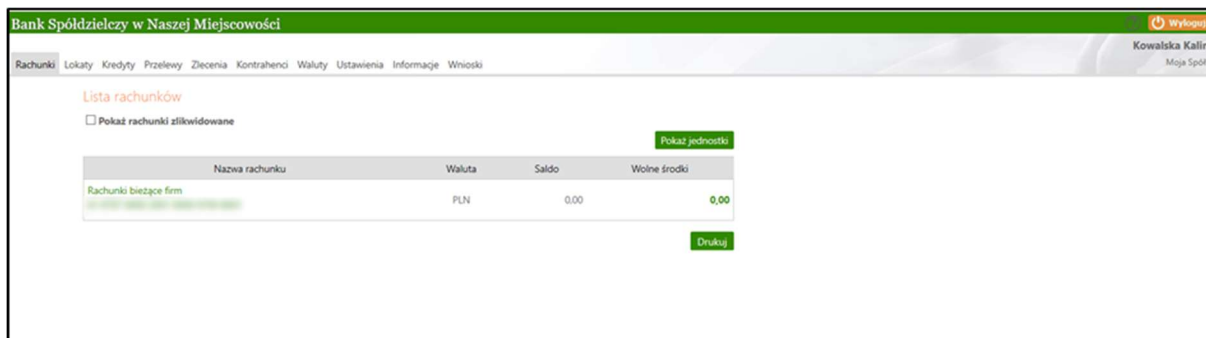 Bank Spółdzielczy w Naszej Miejscowości
Wyloguj
Kowalska
Moja
Rachunki Lokaty Kredyty Przelewy Zlecenia Kontrahenci Waluty Ustawienia Informacje Wnioski
Lista rachunków
Pokaż rachunki zlikwidowane
Pokaż jednostki
Nazwa rachunku Waluta Saldo Wolne środki
Rachunki bieżące firm
PLN 0,00 0,00
Drukuj